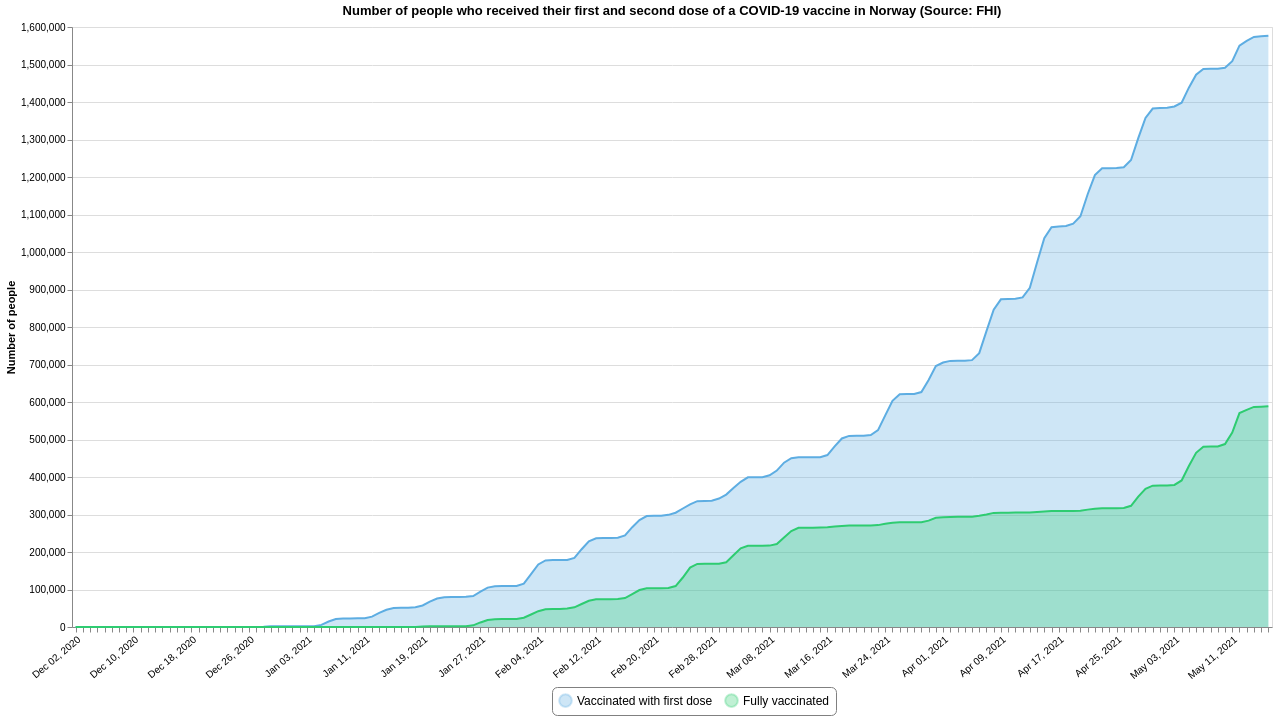 Number of people who received their first and second dose of a COVID-19 vaccine in Norway (Source: FHI)
Number of people
1,600,000
1,500,000
1,400,000
1,300,000
1,200,000
1,100,000
1,000,000
900,000
800,000
700,000
600,000
500,000
400,000
300,000
200,000
100,000
0
Dec 02, 2020
Dec 10, 2020
Dec 18, 2020
Dec 26, 2020
Jan 03, 2021
Jan 11, 2021
Jan 19, 2021
Jan 27, 2021
Feb 04, 2021
Feb 12, 2021
Feb 20, 2021
Feb 28, 2021
Mar 08, 2021
Mar 16, 2021
Mar 24, 2021
Apr 01, 2021
Apr 09, 2021
Apr 17, 2021
Apr 25, 2021
May 03, 2021
May 11, 2021
Vaccinated with first dose
Fully vaccinated